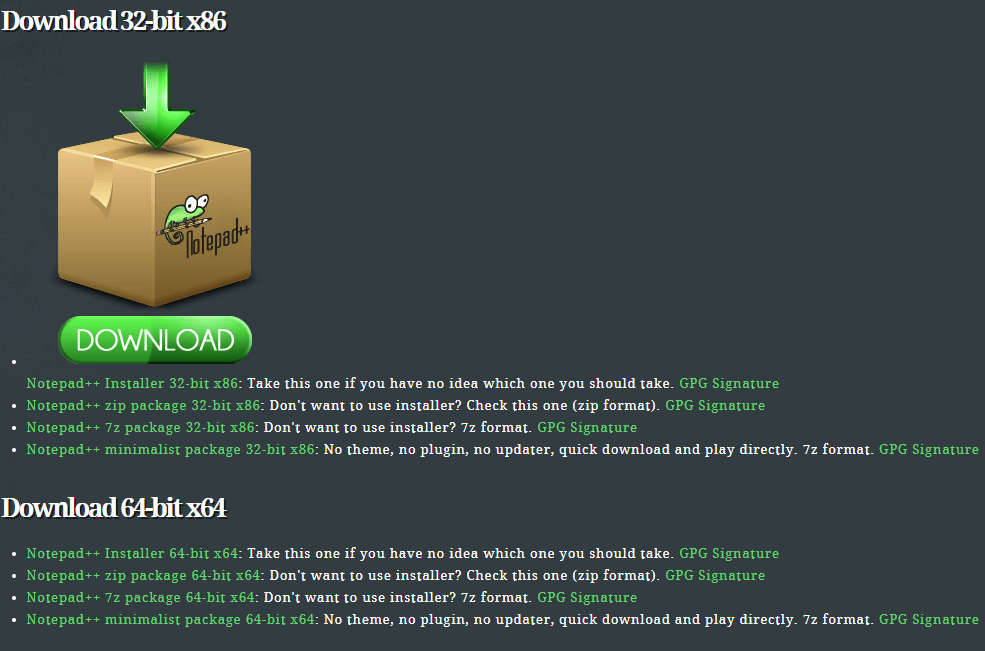 Download 32-bit x86
Notepad++
DOWNLOAD
Notepad++ Installer 32-bit x86: Take this one if you have no idea which one you should take. GPG Signature
Notepad++ zip package 32-bit x86: Don't want to use installer? Check this one (zip format). GPG Signature
Notepad++ 7z package 32-bit x86: Don't want to use installer? 7z format. GPG Signature
Notepad++ minimalist package 32-bit x86: No theme, no plugin, no updater, quick download and play directly. 7z format. GPG Signature
Download 64-bit x64
Notepad++ Installer 64-bit x64: Take this one if you have no idea which one you should take. GPG Signature
Notepad++ zip package 64-bit x64: Don't want to use installer? Check this one (zip format). GPG Signature
Notepad++ 7z package 64-bit x64: Don't want to use installer? 7z format. GPG Signature
Notepad++ minimalist package 64-bit x64: No theme, no plugin, no updater, quick download and play directly. 7z format. GPG Signature